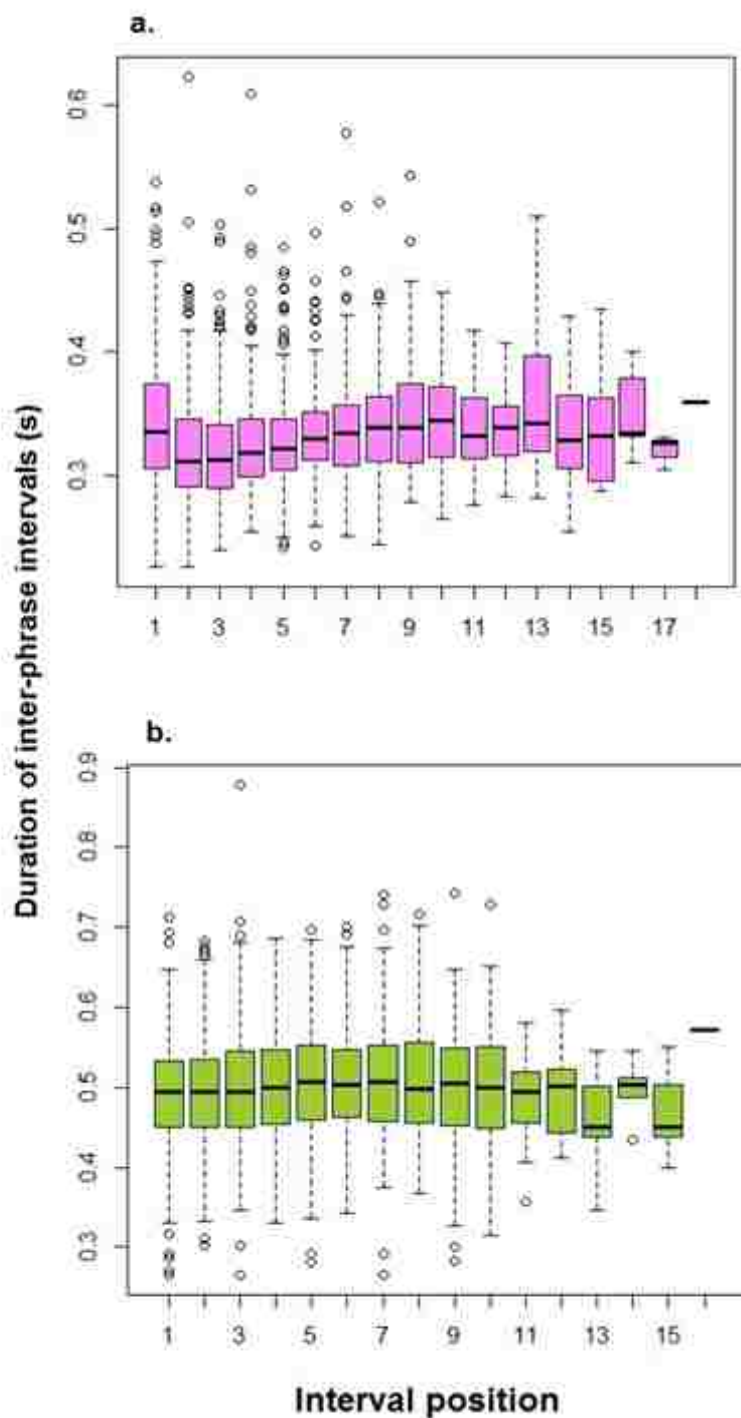 a.
Duration of inter-phrase intervals (s)
0.6
0.5
0.4
0.3
1 3 5 7 9 11 13 15 17
b.
0.9
0.8
0.7
0.6
0.5
0.4
0.3
1 3 5 7 9 11 13 15
Interval position